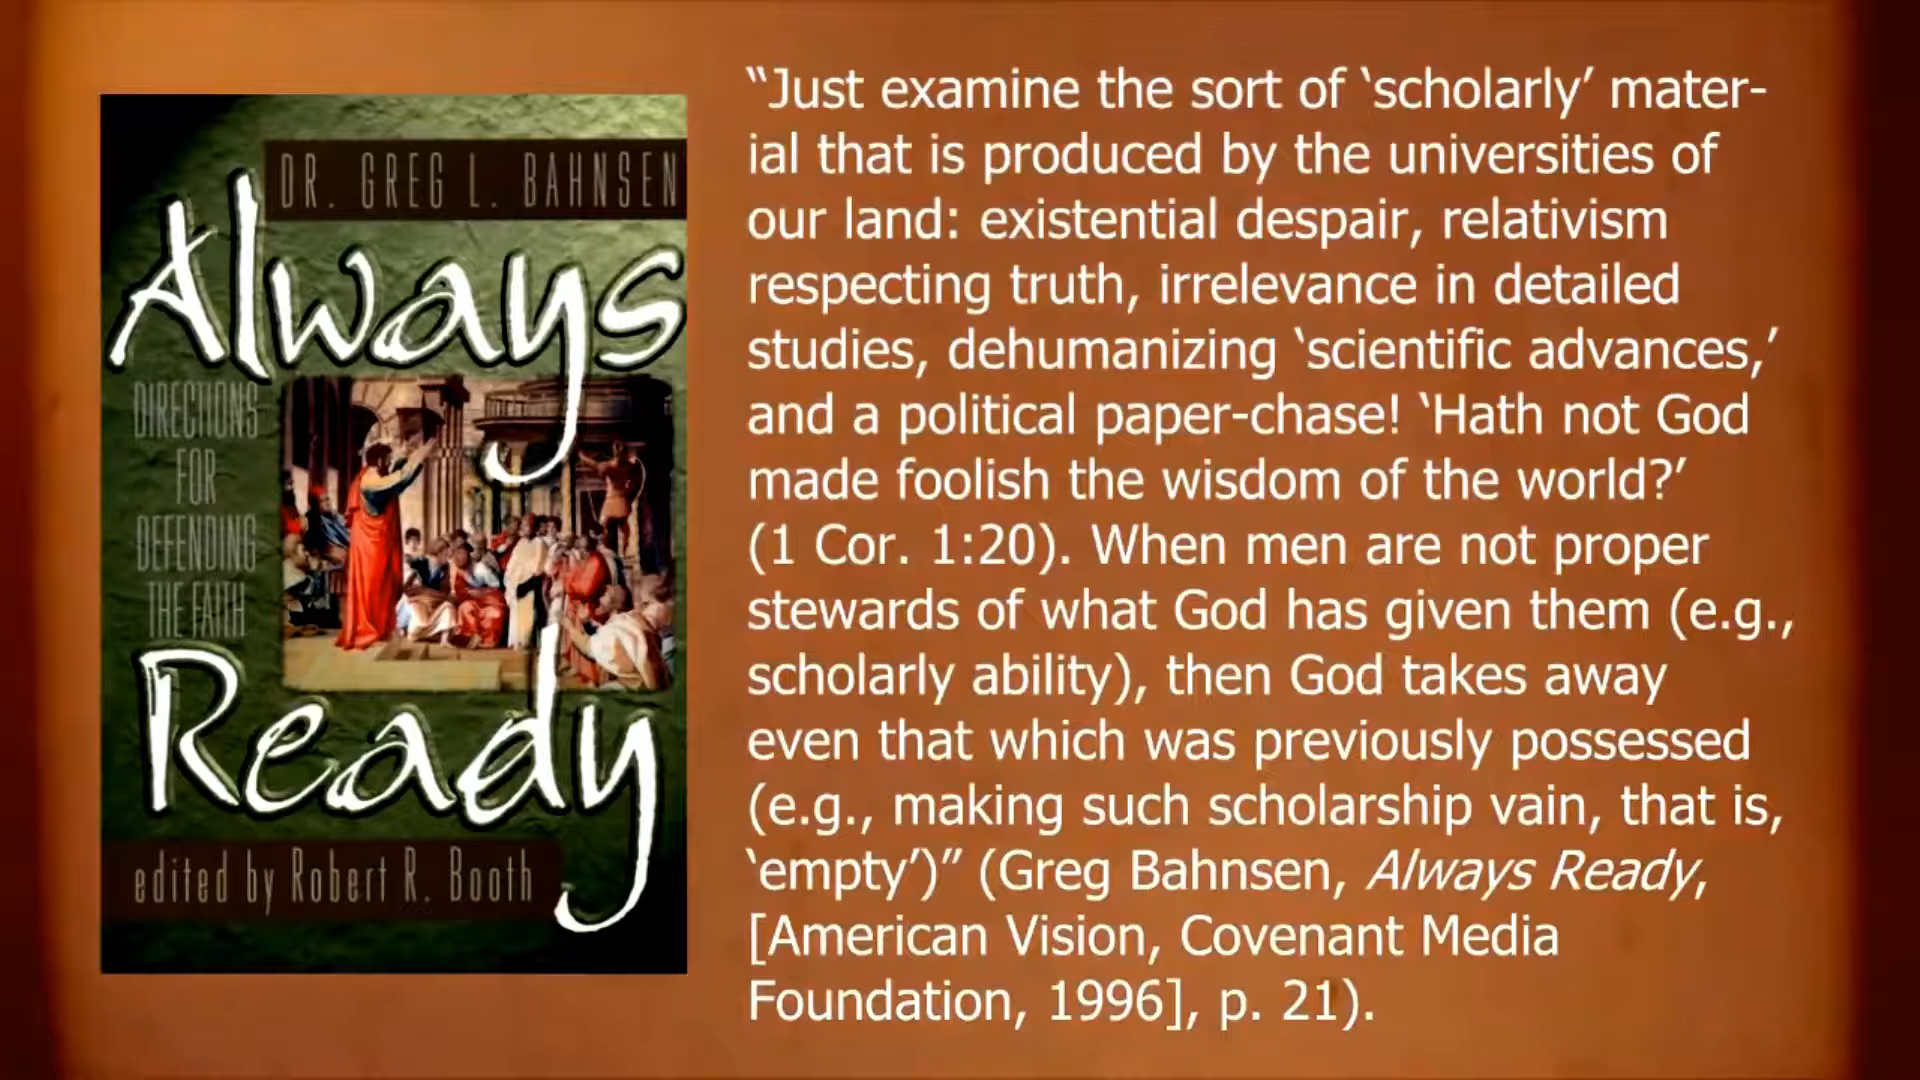 DR. GREG L. BAHNSEN
Always
DIRECTIONS
FOR
DEFENDING
THE FAITH
Ready
edited by Robert R. Booth
“Just examine the sort of ‘scholarly’ mater-
ial that is produced by the universities of
our land: existential despair, relativism
respecting truth, irrelevance in detailed
studies, dehumanizing ‘scientific advances,’
and a political paper-chase! ‘Hath not God
made foolish the wisdom of the world?’
(1 Cor. 1:20). When men are not proper
stewards of what God has given them (e.g.,
scholarly ability), then God takes away
even that which was previously possessed
(e.g., making such scholarship vain, that is,
‘empty’)” (Greg Bahnsen, Always Ready,
[American Vision, Covenant Media
Foundation, 1996], p. 21).